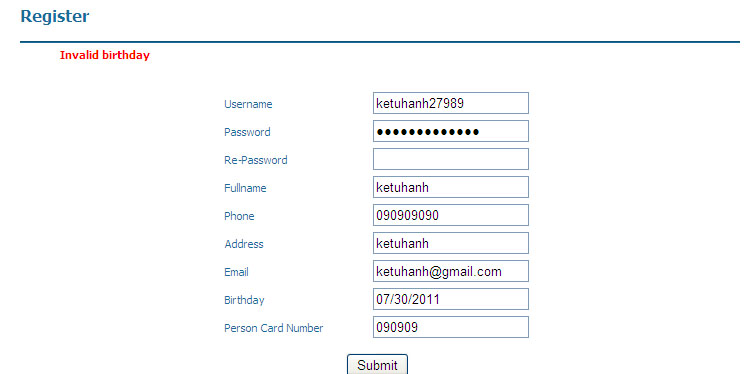 Register
Invalid birthday
Username ketuhanh27989
Password ●●●●●●●●●●●●●
Re-Password
Fullname ketuhanh
Phone 090909090
Address ketuhanh
Email ketuhanh@gmail.com
Birthday 07/30/2011
Person Card Number 090909
Submit